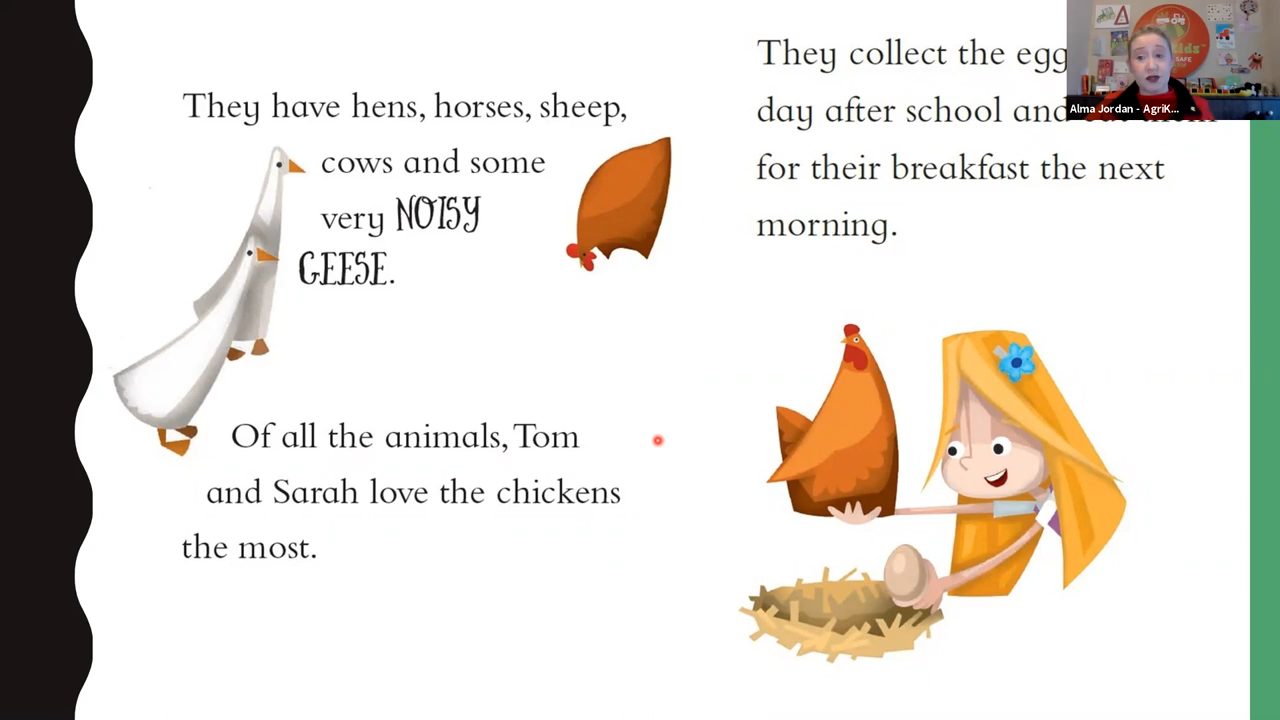 They have hens, horses, sheep,
cows and some
very NOISY
GEESE.
Of all the animals, Tom
and Sarah love the chickens
the most.
They collect the egg
day after school and
for their breakfast the next
morning.
Alma Jordan - AgriK...